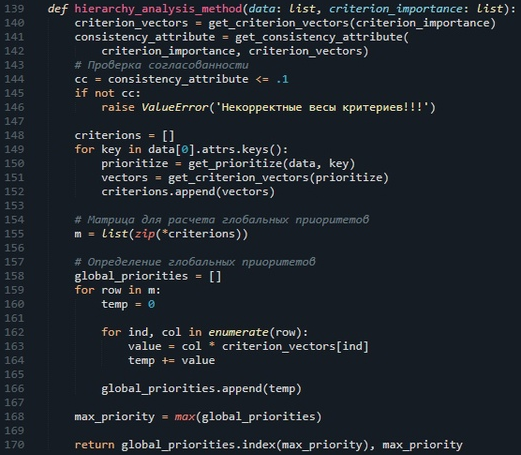 139 def hierarchy_analysis_method(data: list, criterion_importance: list):
140     criterion_vectors = get_criterion_vectors(criterion_importance)
141     consistency_attribute = get_consistency_attribute(
142         criterion_importance, criterion_vectors)
143     # Проверка согласованности
144     cc = consistency_attribute <= .1
145     if not cc:
146         raise ValueError('Некорректные весы критериев!!!')
147
148     criterions = []
149     for key in data[0].attrs.keys():
150         prioritize = get_prioritize(data, key)
151         vectors = get_criterion_vectors(prioritize)
152         criterions.append(vectors)
153
154     # Матрица для расчета глобальных приоритетов
155     m = list(zip(*criterions))
156
157     # Определение глобальных приоритетов
158     global_priorities = []
159     for row in m:
160         temp = 0
161
162         for ind, col in enumerate(row):
163             value = col * criterion_vectors[ind]
164             temp += value
165
166         global_priorities.append(temp)
167
168     max_priority = max(global_priorities)
169
170     return global_priorities.index(max_priority), max_priority